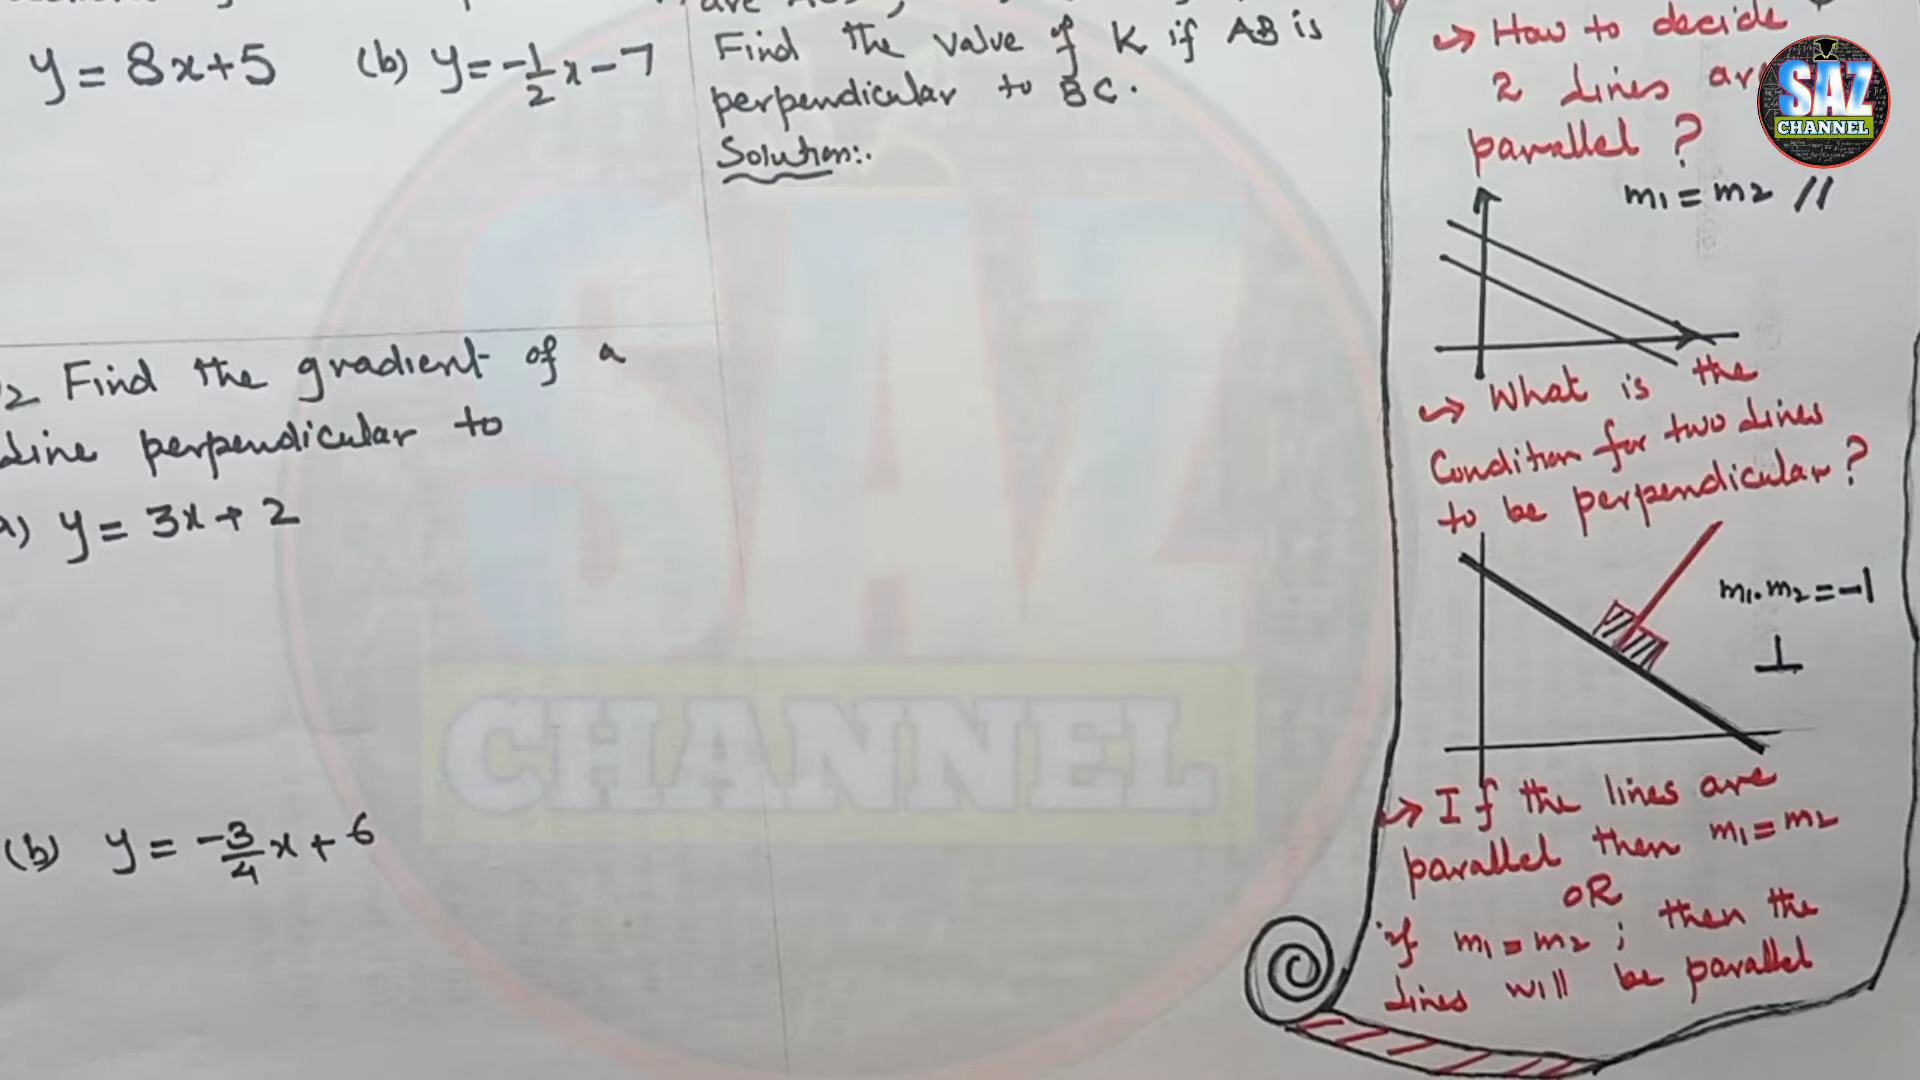 y = 8x+5 (b) y = -1/2 x - 7
Find the value of K if AB is
perpendicular to BC.
Solution:.
2 Find the gradient of a
Line perpendicular to
a) y = 3x + 2
(b) y = -3/4 x + 6
→ How to decide
2 Lines are
parallel ?
m1 = m2 //
→ What is the
Condition for two Lines
to be perpendicular?
m1.m2 = -1
⊥
→ If the lines are
parallel then m1 = m2
OR
if m1 = m2 ; then the
Lines will be parallel
SAZ
CHANNEL
SAZ
CHANNEL